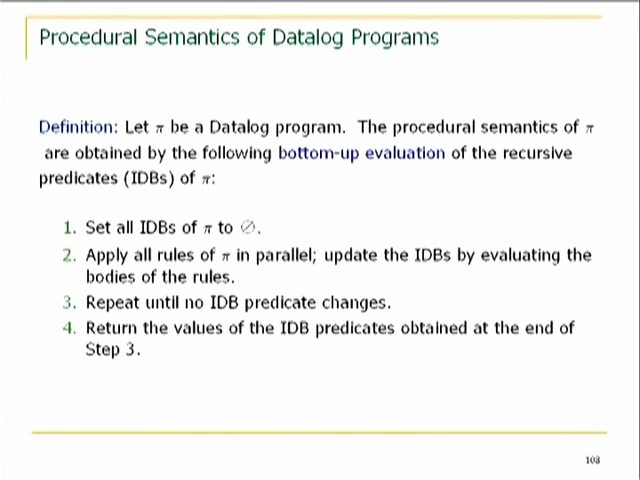 Procedural Semantics of Datalog Programs
Definition: Let π be a Datalog program. The procedural semantics of π
are obtained by the following bottom-up evaluation of the recursive
predicates (IDBs) of π:
1. Set all IDBs of π to ∅.
2. Apply all rules of π in parallel; update the IDBs by evaluating the
bodies of the rules.
3. Repeat until no IDB predicate changes.
4. Return the values of the IDB predicates obtained at the end of
Step 3.
103